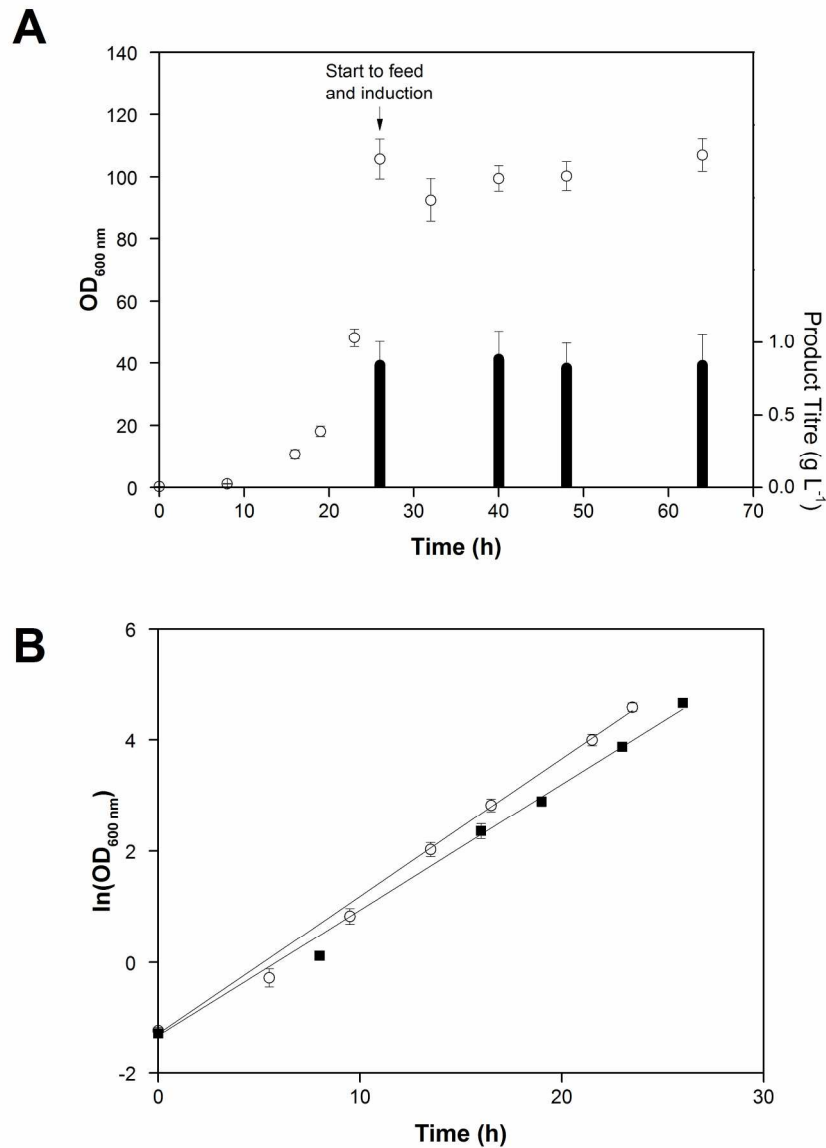 A
Start to feed
and induction
OD600 nm
140
120
100
80
60
40
20
0
1.0
0.5
0.0
Product Titre (g L-1)
0 10 20 30 40 50 60 70
Time (h)
B
ln(OD600 nm)
6
4
2
0
-2
0 10 20 30
Time (h)